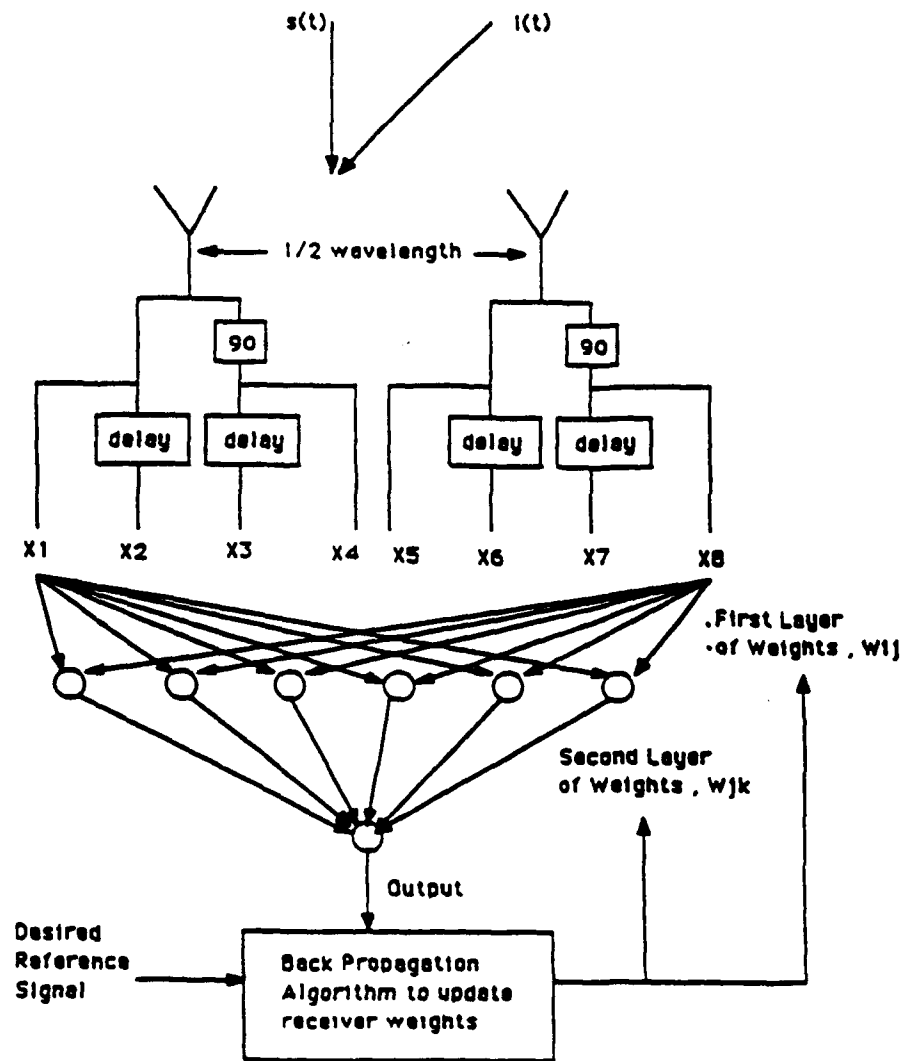 s(t)
I(t)
1/2 wavelength
90
90
delay
delay
delay
delay
X1
X2
X3
X4
X5
X6
X7
X8
First Layer
of Weights , Wij
Second Layer
of Weights , Wjk
Output
Desired
Reference
Signal
Back Propagation
Algorithm to update
receiver weights